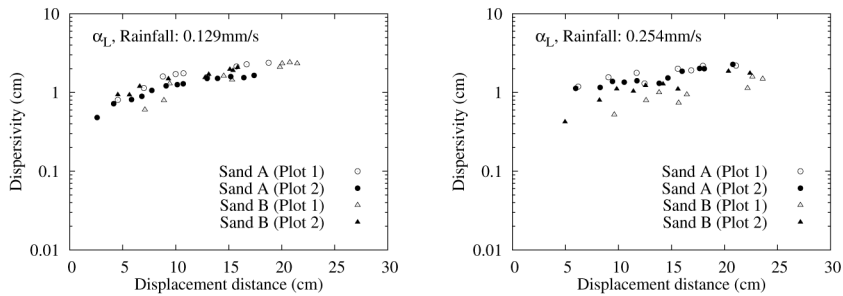 α_L, Rainfall: 0.129mm/s
Dispersivity (cm)
10
1
0.1
0.01
Sand A (Plot 1)
Sand A (Plot 2)
Sand B (Plot 1)
Sand B (Plot 2)
0 5 10 15 20 25 30
Displacement distance (cm)
α_L, Rainfall: 0.254mm/s
Dispersivity (cm)
10
1
0.1
0.01
Sand A (Plot 1)
Sand A (Plot 2)
Sand B (Plot 1)
Sand B (Plot 2)
0 5 10 15 20 25 30
Displacement distance (cm)